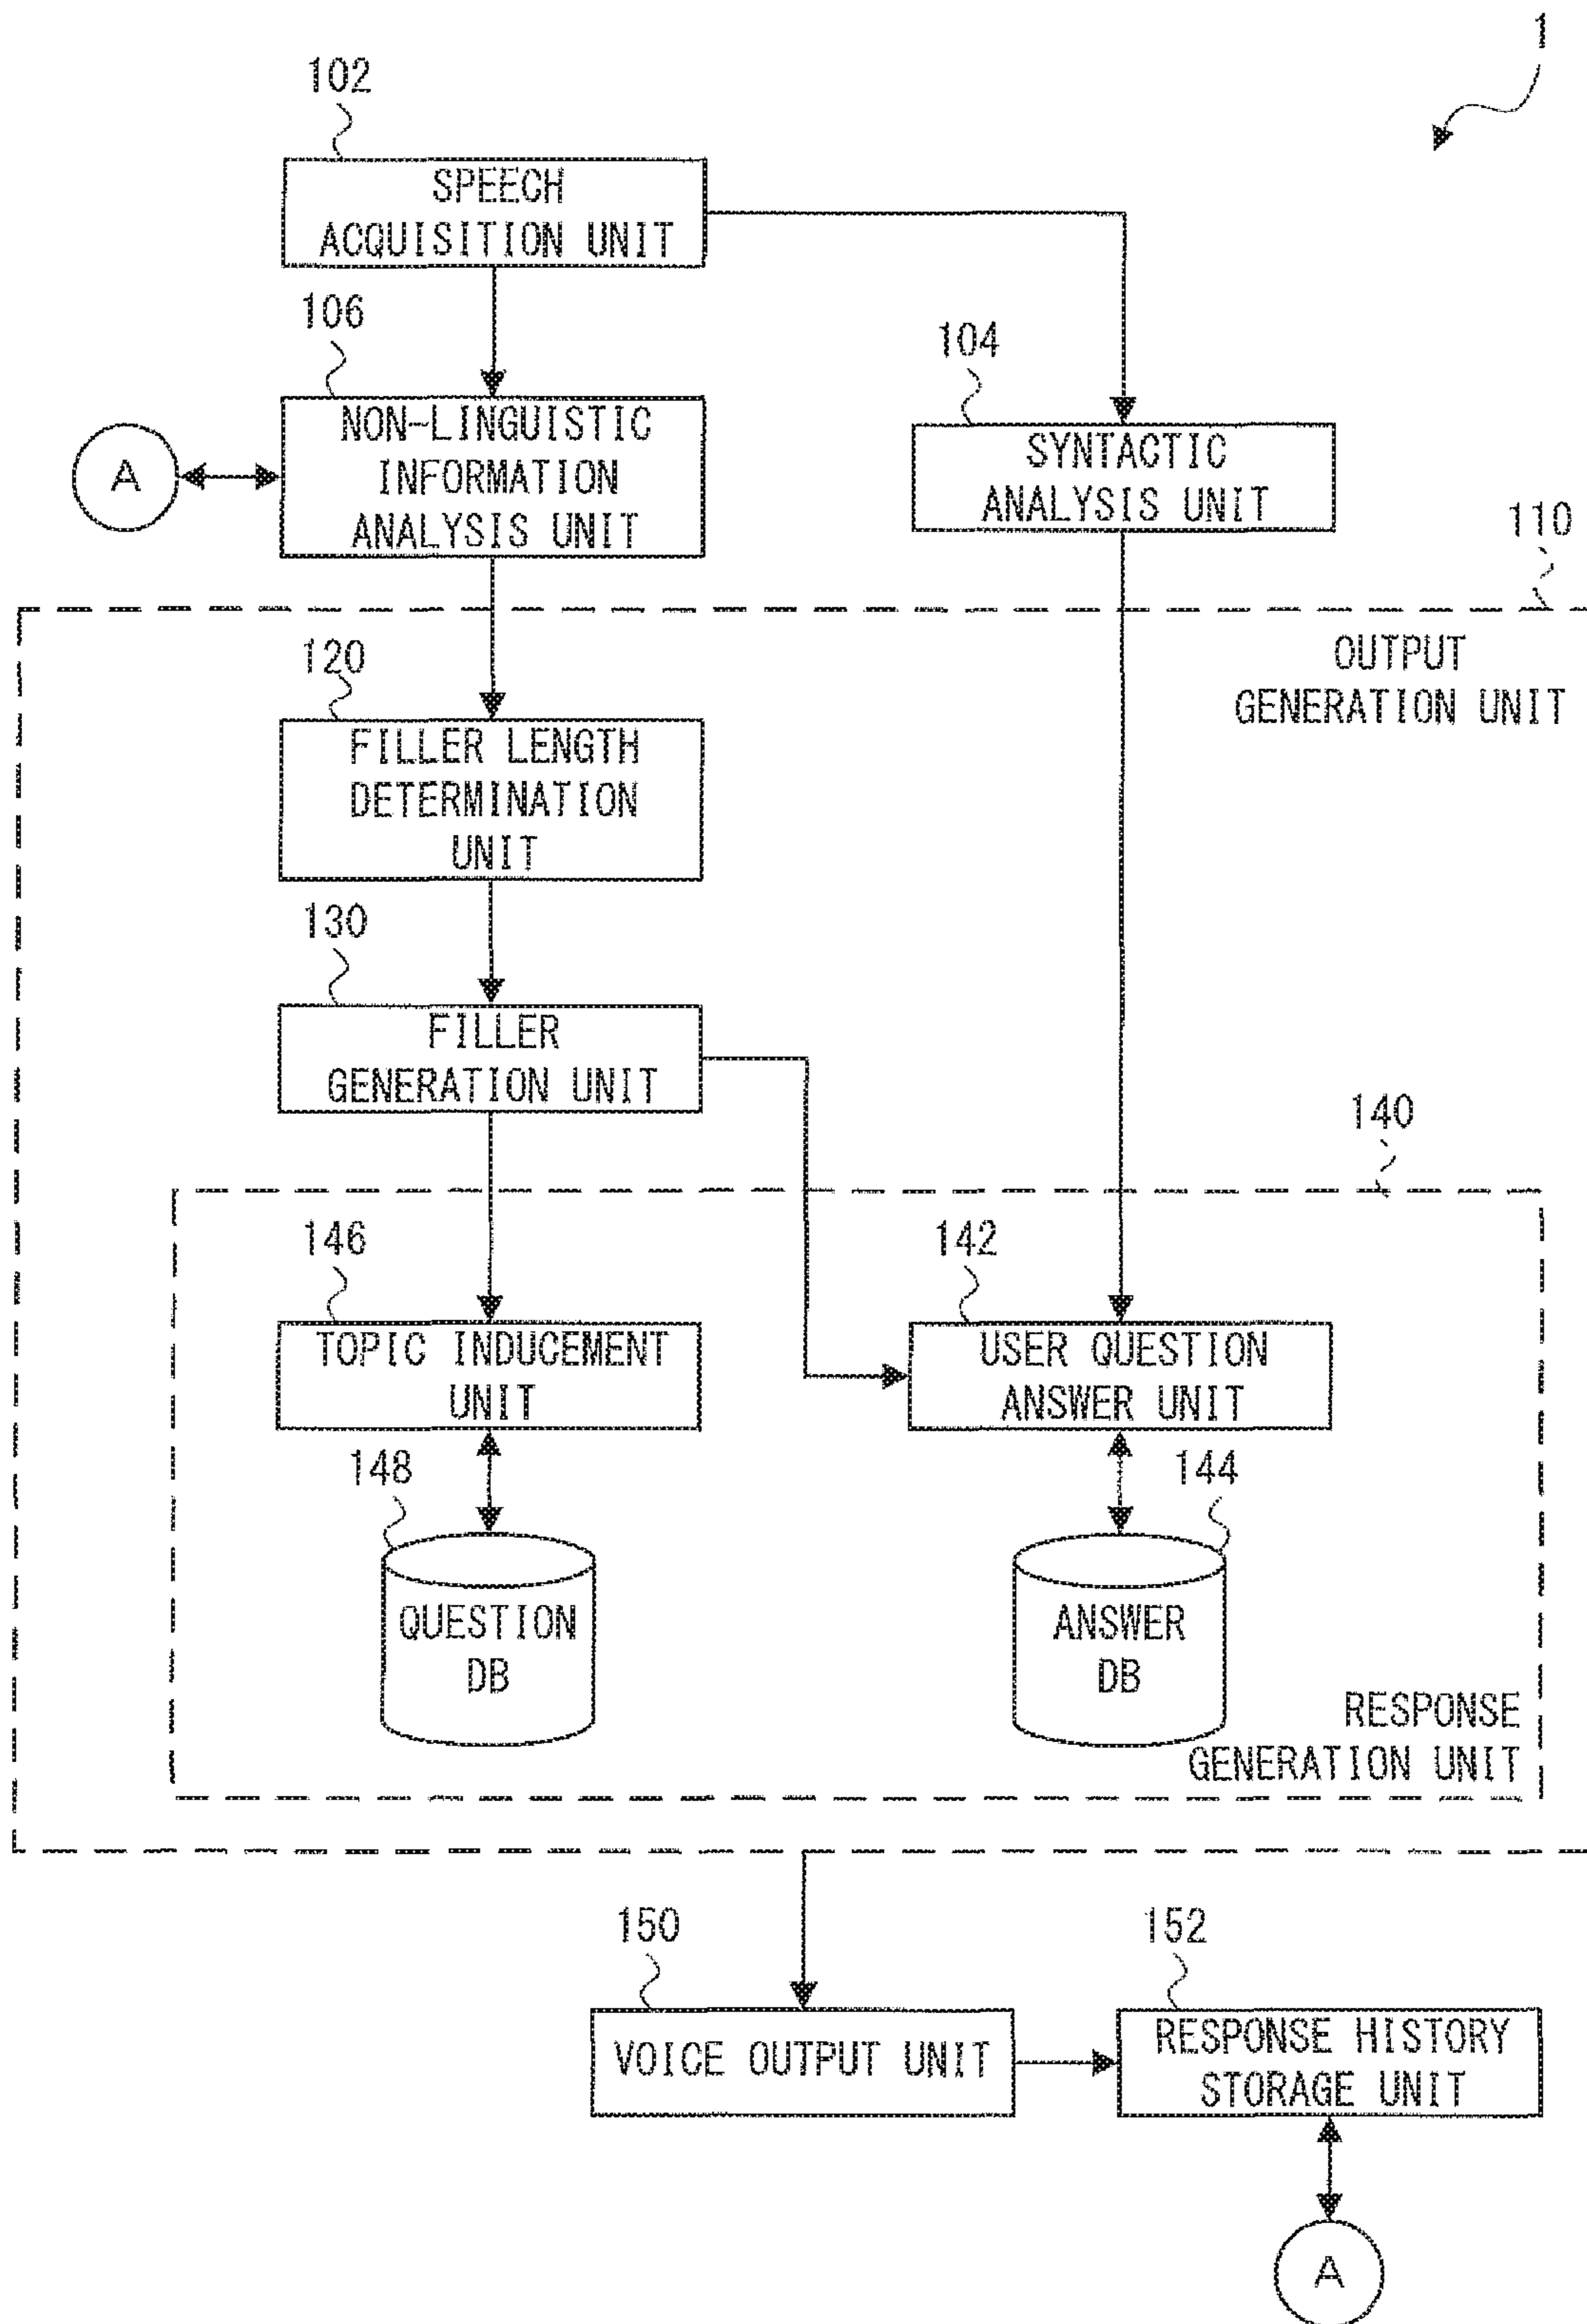 1
102
SPEECH
ACQUISITION UNIT
106
104
NON-LINGUISTIC
INFORMATION
ANALYSIS UNIT
A
SYNTACTIC
ANALYSIS UNIT
110
OUTPUT
GENERATION UNIT
120
FILLER LENGTH
DETERMINATION
UNIT
130
FILLER
GENERATION UNIT
140
146
142
TOPIC INDUCEMENT
UNIT
USER QUESTION
ANSWER UNIT
148
144
QUESTION
DB
ANSWER
DB
RESPONSE
GENERATION UNIT
150
152
VOICE OUTPUT UNIT
RESPONSE HISTORY
STORAGE UNIT
A